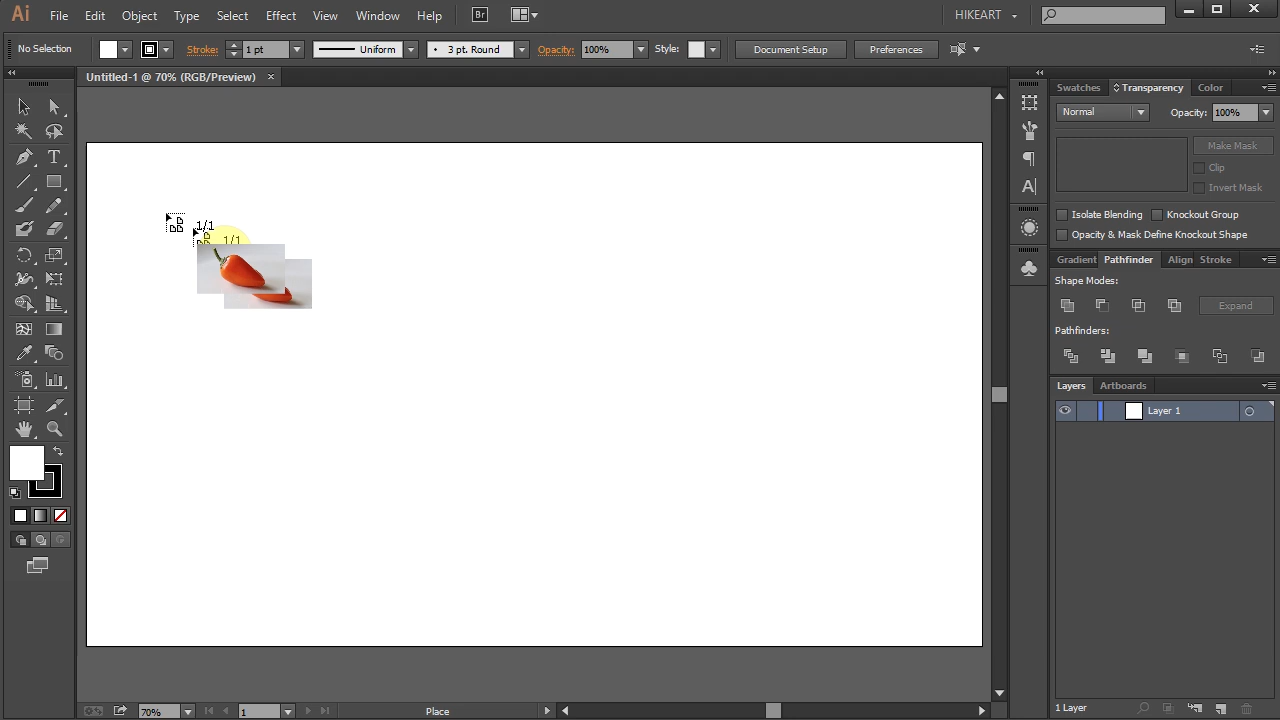 Ai File Edit Object Type Select Effect View Window Help Br HIKEART
No Selection Stroke: 1 pt Uniform 3 pt. Round Opacity: 100% Style: Document Setup Preferences
Untitled-1 @ 70% (RGB/Preview)
Swatches Transparency Color
Normal Opacity: 100%
Make Mask
Clip
Invert Mask
Isolate Blending Knockout Group
Opacity & Mask Define Knockout Shape
1/1
1/1
Gradient Pathfinder Align Stroke
Shape Modes:
Expand
Pathfinders:
Layers Artboards
Layer 1
1 Layer
70% 1 Place